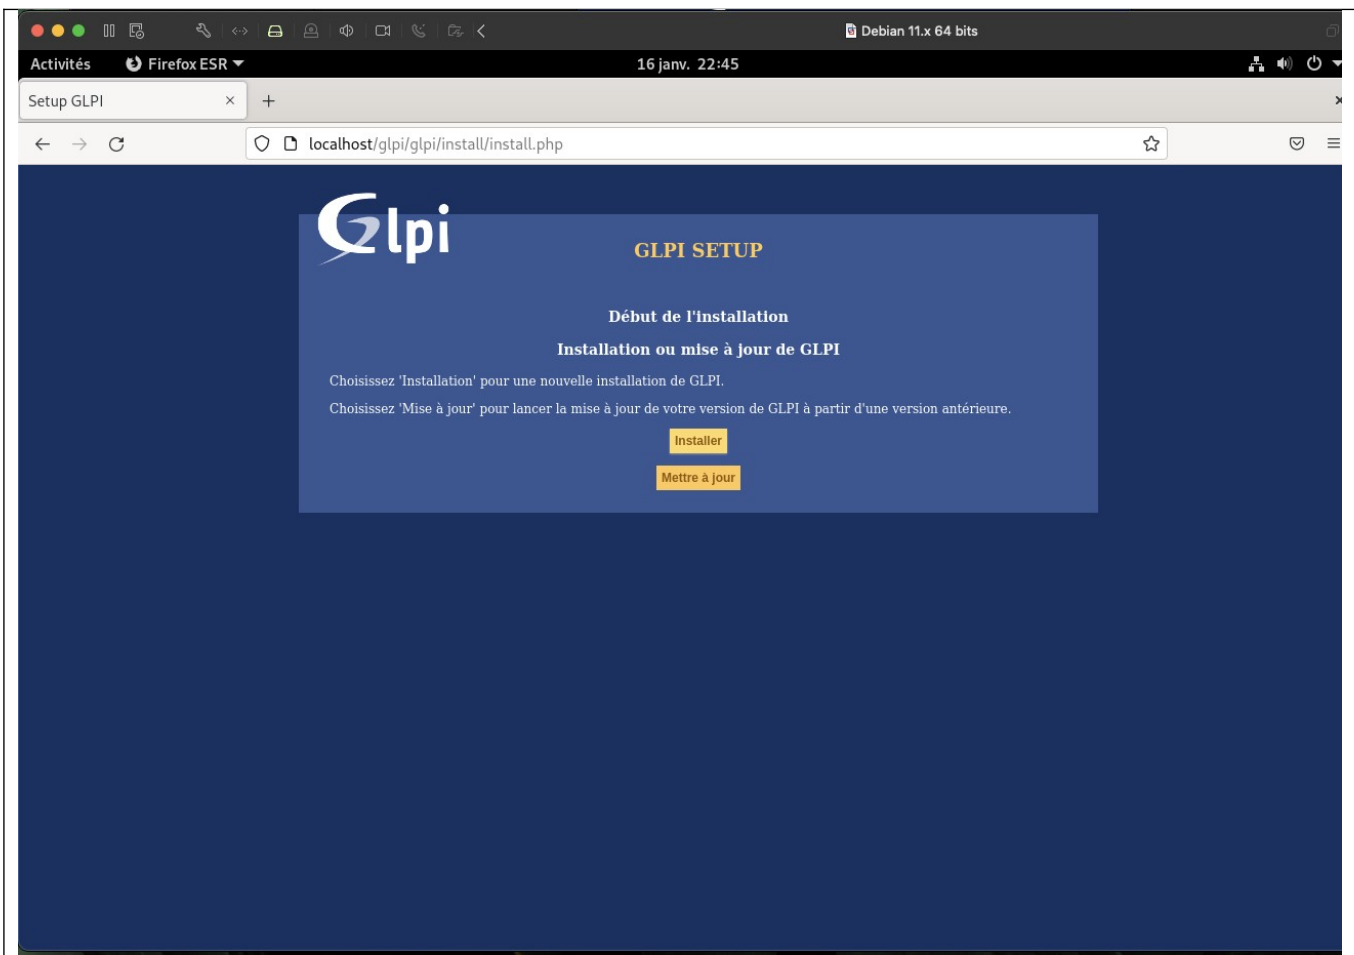 Debian 11.x 64 bits
Activités Firefox ESR 16 janv. 22:45
Setup GLPI
localhost/glpi/glpi/install/install.php
Glpi
GLPI SETUP
Début de l'installation
Installation ou mise à jour de GLPI
Choisissez 'Installation' pour une nouvelle installation de GLPI.
Choisissez 'Mise à jour' pour lancer la mise à jour de votre version de GLPI à partir d'une version antérieure.
Installer
Mettre à jour